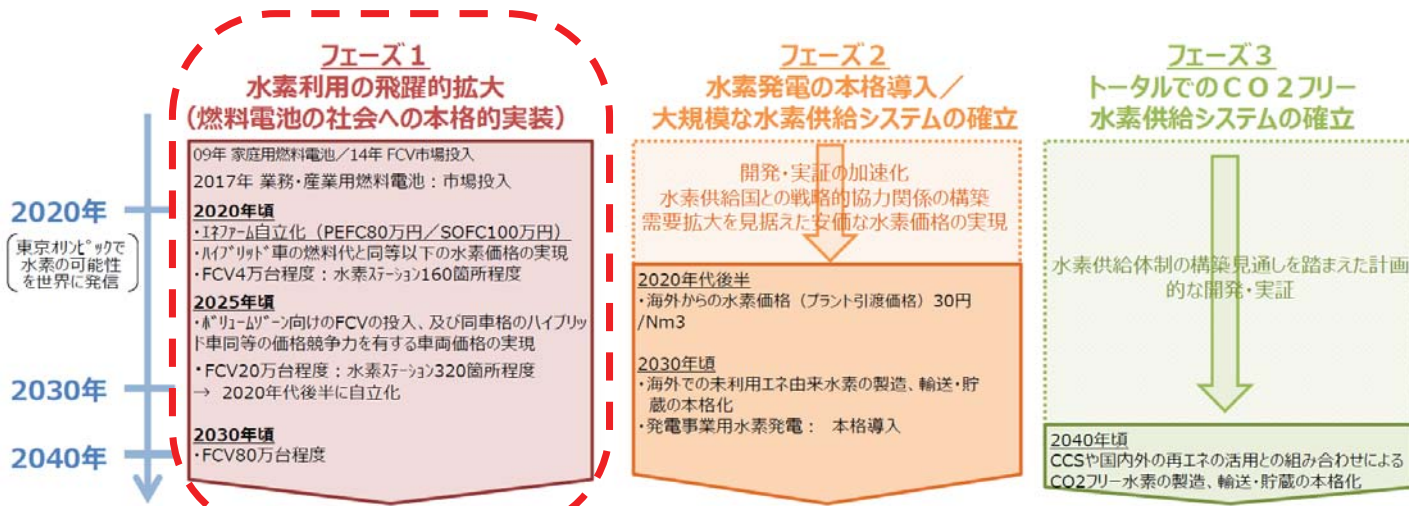 2020年
東京オリンピックで
水素の可能性
を世界に発信
2030年
2040年
フェーズ１
水素利用の飛躍的拡大
（燃料電池の社会への本格的実装）
09年 家庭用燃料電池／14年 FCV市場投入
2017年 業務・産業用燃料電池：市場投入
2020年頃
・ｴﾈﾌｧｰﾑ自立化（PEFC80万円／SOFC100万円）
・ﾊｲﾌﾞﾘｯﾄﾞ車の燃料代と同等以下の水素価格の実現
・FCV4万台程度：水素ｽﾃｰｼｮﾝ160箇所程度
2025年頃
・ﾎﾞﾘｭｰﾑｿﾞｰﾝ向けのFCVの投入、及び同車格のハイブリッ
ド車同等の価格競争力を有する車両価格の実現
・FCV20万台程度：水素ｽﾃｰｼｮﾝ320箇所程度
→ 2020年代後半に自立化
2030年頃
・FCV80万台程度
フェーズ２
水素発電の本格導入／
大規模な水素供給システムの確立
開発・実証の加速化
水素供給国との戦略的協力関係の構築
需要拡大を見据えた安価な水素価格の実現
2020年代後半
・海外からの水素価格（プラント引渡価格）30円
/Nm3
2030年頃
・海外での未利用エネ由来水素の製造、輸送・貯
蔵の本格化
・発電事業用水素発電： 本格導入
フェーズ３
トータルでのＣＯ２フリー
水素供給システムの確立
水素供給体制の構築見通しを踏まえた計画
的な開発・実証
2040年頃
CCSや国内外の再エネの活用との組み合わせによる
CO2フリー水素の製造、輸送・貯蔵の本格化